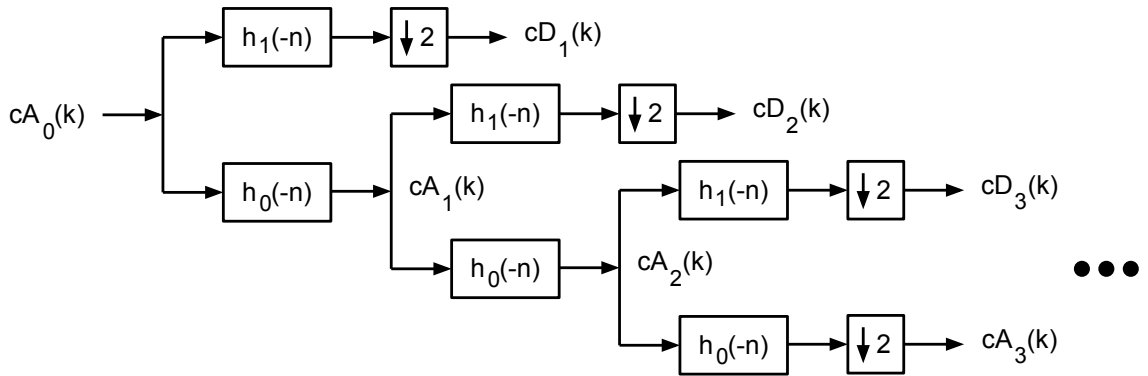 h₁(-n)
↓ 2
cD₁(k)
cA₀(k)
h₁(-n)
↓ 2
cD₂(k)
h₀(-n)
cA₁(k)
h₁(-n)
↓ 2
cD₃(k)
h₀(-n)
cA₂(k)
h₀(-n)
↓ 2
cA₃(k)